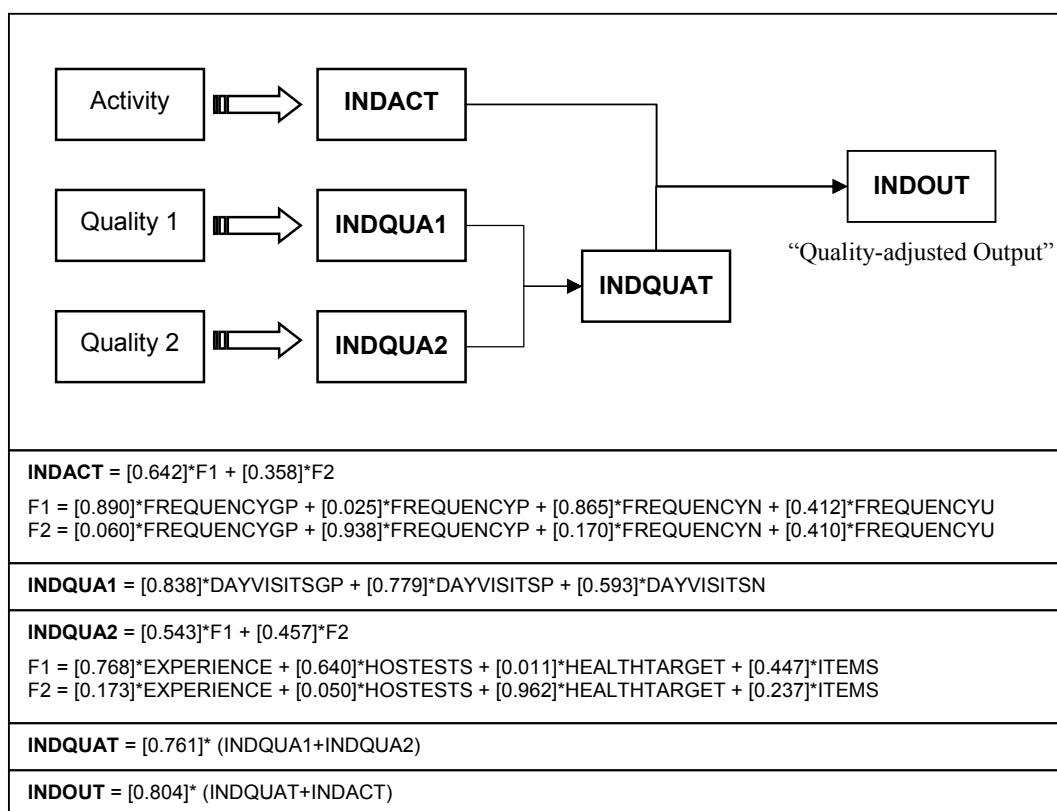 Activity
INDACT
INDOUT
Quality 1
INDQUA1
“Quality-adjusted Output”
INDQUAT
Quality 2
INDQUA2
INDACT = [0.642]*F1 + [0.358]*F2
F1 = [0.890]*FREQUENCYGP + [0.025]*FREQUENCYP + [0.865]*FREQUENCYN + [0.412]*FREQUENCYU
F2 = [0.060]*FREQUENCYGP + [0.938]*FREQUENCYP + [0.170]*FREQUENCYN + [0.410]*FREQUENCYU
INDQUA1 = [0.838]*DAYVISITSGP + [0.779]*DAYVISITSP + [0.593]*DAYVISITSN
INDQUA2 = [0.543]*F1 + [0.457]*F2
F1 = [0.768]*EXPERIENCE + [0.640]*HOSTESTS + [0.011]*HEALTHTARGET + [0.447]*ITEMS
F2 = [0.173]*EXPERIENCE + [0.050]*HOSTESTS + [0.962]*HEALTHTARGET + [0.237]*ITEMS
INDQUAT = [0.761]* (INDQUA1+INDQUA2)
INDOUT = [0.804]* (INDQUAT+INDACT)